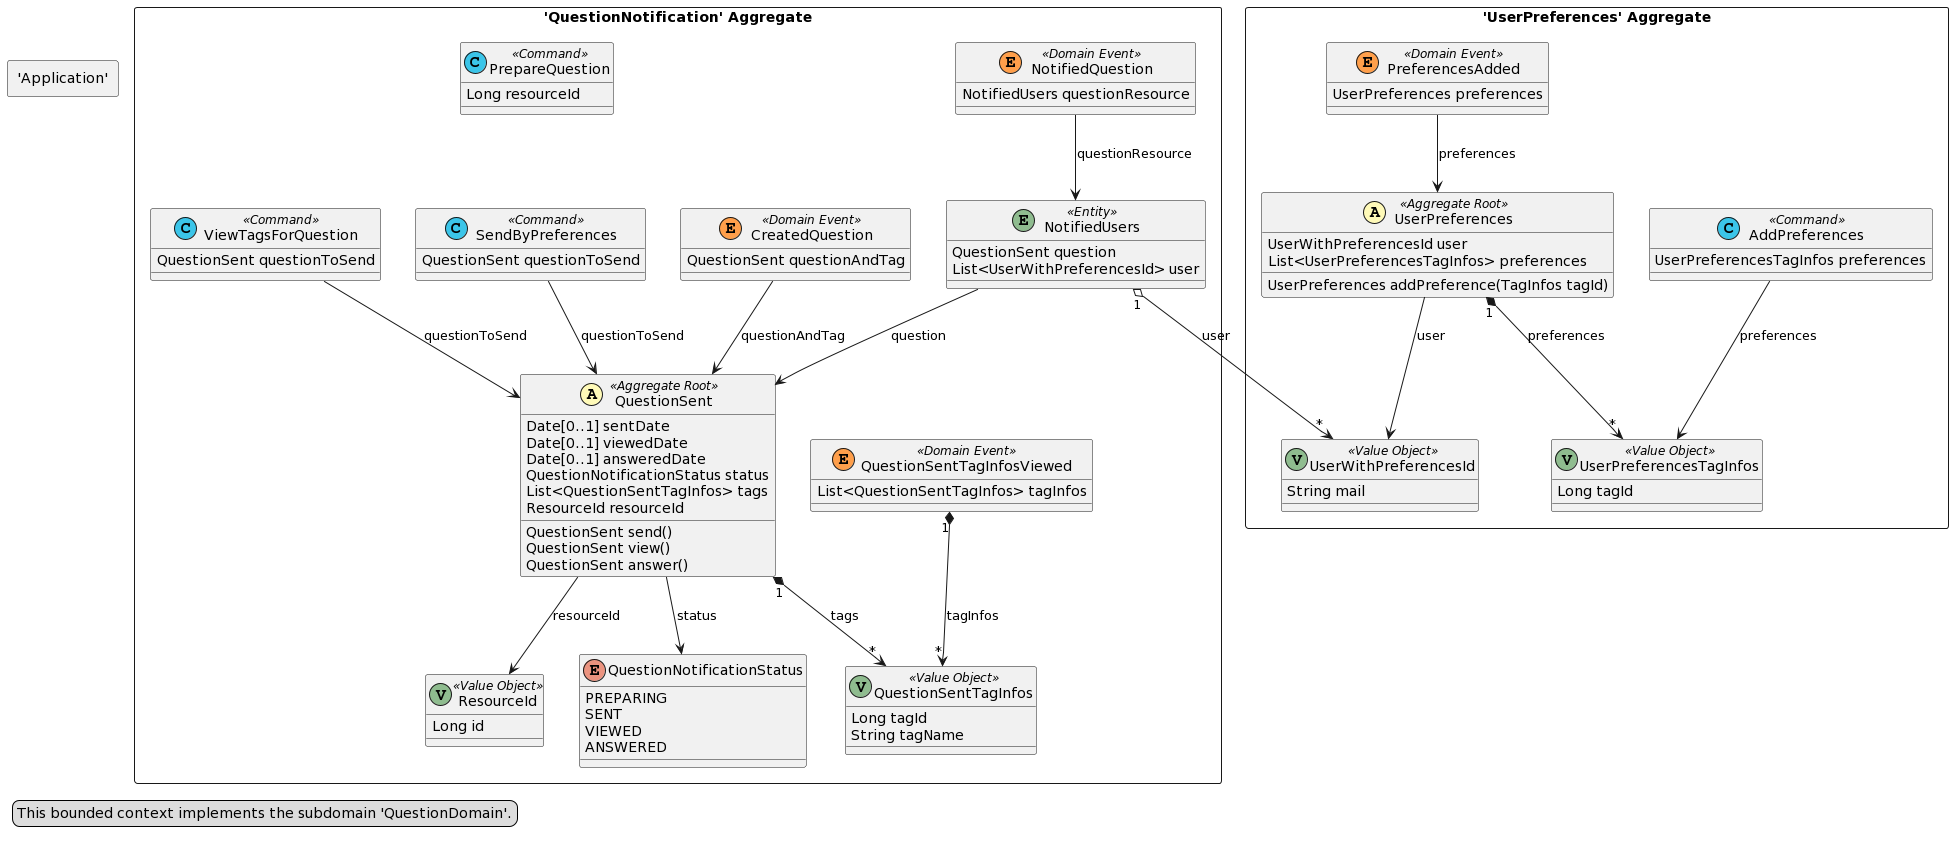 'QuestionNotification' Aggregate
'UserPreferences' Aggregate
'Application'
C
«Command»
PrepareQuestion
Long resourceId
E
«Domain Event»
NotifiedQuestion
NotifiedUsers questionResource
E
«Domain Event»
PreferencesAdded
UserPreferences preferences
questionResource
preferences
C
«Command»
ViewTagsForQuestion
QuestionSent questionToSend
C
«Command»
SendByPreferences
QuestionSent questionToSend
E
«Domain Event»
CreatedQuestion
QuestionSent questionAndTag
E
«Entity»
NotifiedUsers
QuestionSent question
List<UserWithPreferencesId> user
A
«Aggregate Root»
UserPreferences
UserWithPreferencesId user
List<UserPreferencesTagInfos> preferences
UserPreferences addPreference(TagInfos tagId)
C
«Command»
AddPreferences
UserPreferencesTagInfos preferences
1
1
questionToSend
questionToSend
questionAndTag
question
user
user
preferences
preferences
A
«Aggregate Root»
QuestionSent
Date[0..1] sentDate
Date[0..1] viewedDate
Date[0..1] answeredDate
QuestionNotificationStatus status
List<QuestionSentTagInfos> tags
ResourceId resourceId
QuestionSent send()
QuestionSent view()
QuestionSent answer()
E
«Domain Event»
QuestionSentTagInfosViewed
List<QuestionSentTagInfos> tagInfos
*
V
«Value Object»
UserWithPreferencesId
String mail
*
V
«Value Object»
UserPreferencesTagInfos
Long tagId
1
1
resourceId
status
tags
tagInfos
*
*
V
«Value Object»
ResourceId
Long id
E
QuestionNotificationStatus
PREPARING
SENT
VIEWED
ANSWERED
V
«Value Object»
QuestionSentTagInfos
Long tagId
String tagName
This bounded context implements the subdomain 'QuestionDomain'.